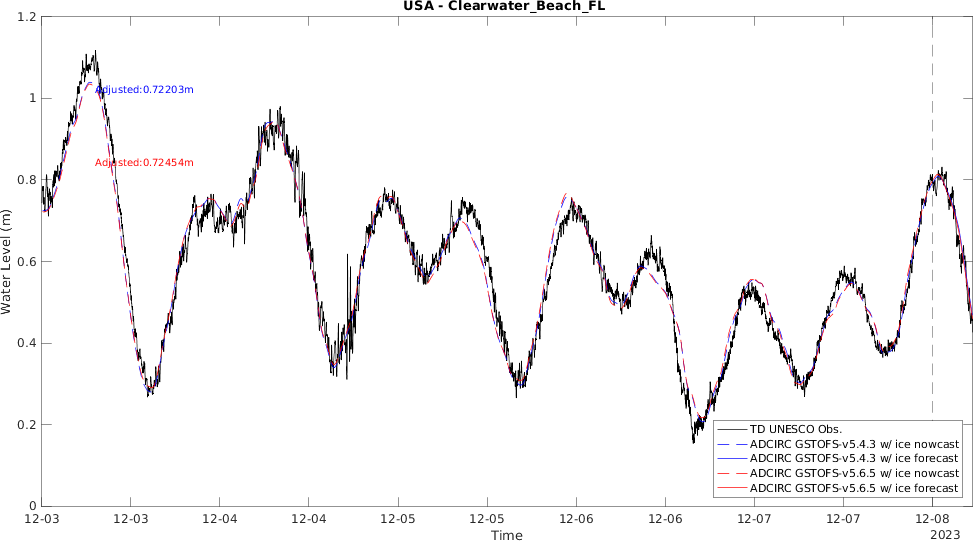 USA - Clearwater_Beach_FL
1.2
1
0.8
0.6
0.4
0.2
0
Water Level (m)
Adjusted:0.72203m
Adjusted:0.72454m
TD UNESCO Obs.
ADCIRC GSTOFS-v5.4.3 w/ ice nowcast
ADCIRC GSTOFS-v5.4.3 w/ ice forecast
ADCIRC GSTOFS-v5.6.5 w/ ice nowcast
ADCIRC GSTOFS-v5.6.5 w/ ice forecast
12-03 12-03 12-04 12-04 12-05 12-05 12-06 12-06 12-07 12-07 12-08
Time
2023